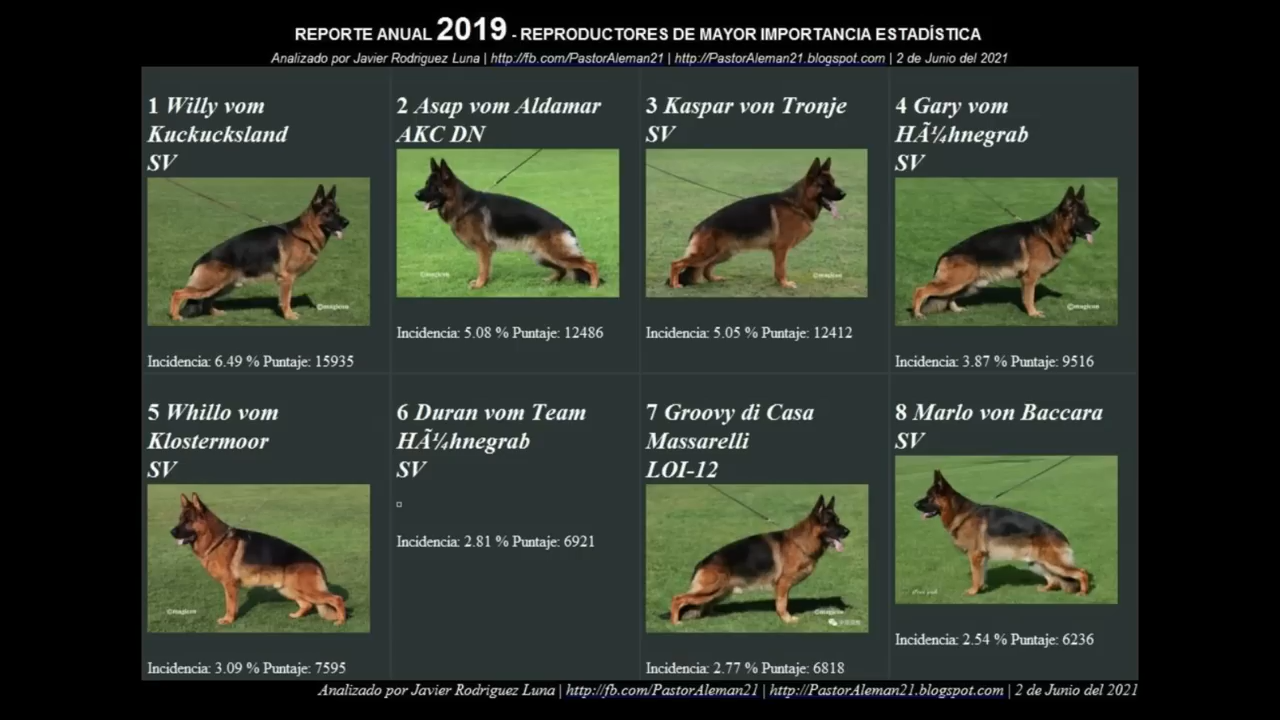 REPORTE ANUAL 2019 - REPRODUCTORES DE MAYOR IMPORTANCIA ESTADÍSTICA
Analizado por Javier Rodriguez Luna | http://fb.com/PastorAleman21 | http://PastorAleman21.blogspot.com | 2 de Junio del 2021
1 Willy vom
Kuckucksland
SV
©magicon
Incidencia: 6.49 % Puntaje: 15935
2 Asap vom Aldamar
AKC DN
©magicon
Incidencia: 5.08 % Puntaje: 12486
3 Kaspar von Tronje
SV
©magicon
Incidencia: 5.05 % Puntaje: 12412
4 Gary vom
HÃ¼hnegrab
SV
©magicon
Incidencia: 3.87 % Puntaje: 9516
5 Whillo vom
Klostermoor
SV
©magicon
Incidencia: 3.09 % Puntaje: 7595
6 Duran vom Team
HÃ¼hnegrab
SV
Incidencia: 2.81 % Puntaje: 6921
7 Groovy di Casa
Massarelli
LOI-12
©magicon
Incidencia: 2.77 % Puntaje: 6818
8 Marlo von Baccara
SV
Incidencia: 2.54 % Puntaje: 6236
Analizado por Javier Rodriguez Luna | http://fb.com/PastorAleman21 | http://PastorAleman21.blogspot.com | 2 de Junio del 2021